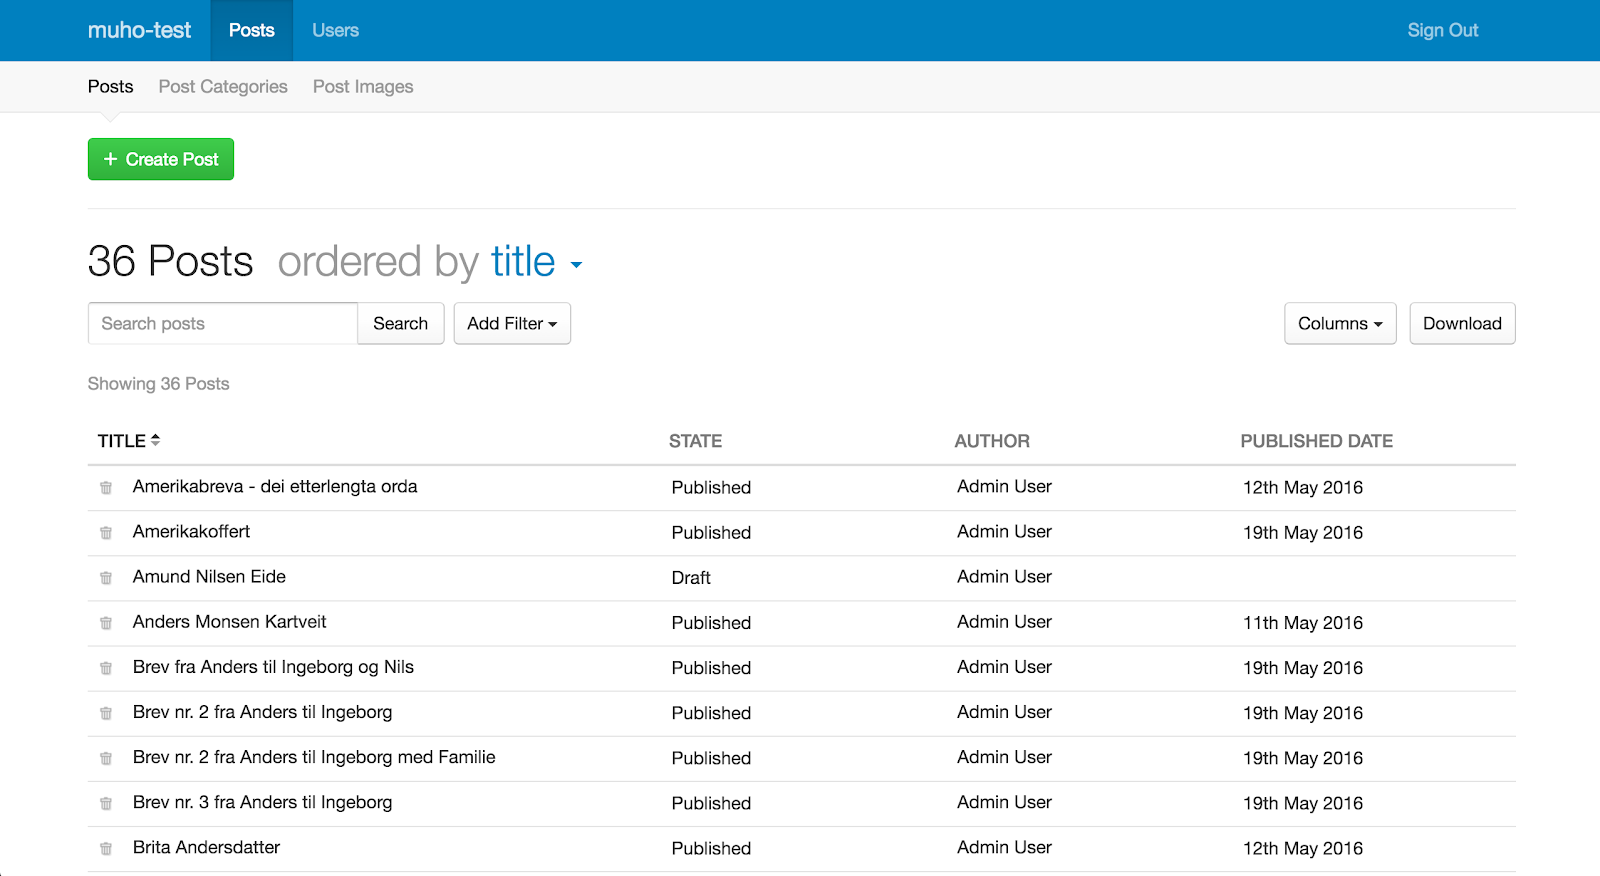 muho-test Posts Users Sign Out
Posts Post Categories Post Images
+ Create Post
36 Posts ordered by title
Search posts Search Add Filter Columns Download
Showing 36 Posts
TITLE STATE AUTHOR PUBLISHED DATE
Amerikabreva - dei etterlengta orda Published Admin User 12th May 2016
Amerikakoffert Published Admin User 19th May 2016
Amund Nilsen Eide Draft Admin User
Anders Monsen Kartveit Published Admin User 11th May 2016
Brev fra Anders til Ingeborg og Nils Published Admin User 19th May 2016
Brev nr. 2 fra Anders til Ingeborg Published Admin User 19th May 2016
Brev nr. 2 fra Anders til Ingeborg med Familie Published Admin User 19th May 2016
Brev nr. 3 fra Anders til Ingeborg Published Admin User 19th May 2016
Brita Andersdatter Published Admin User 12th May 2016